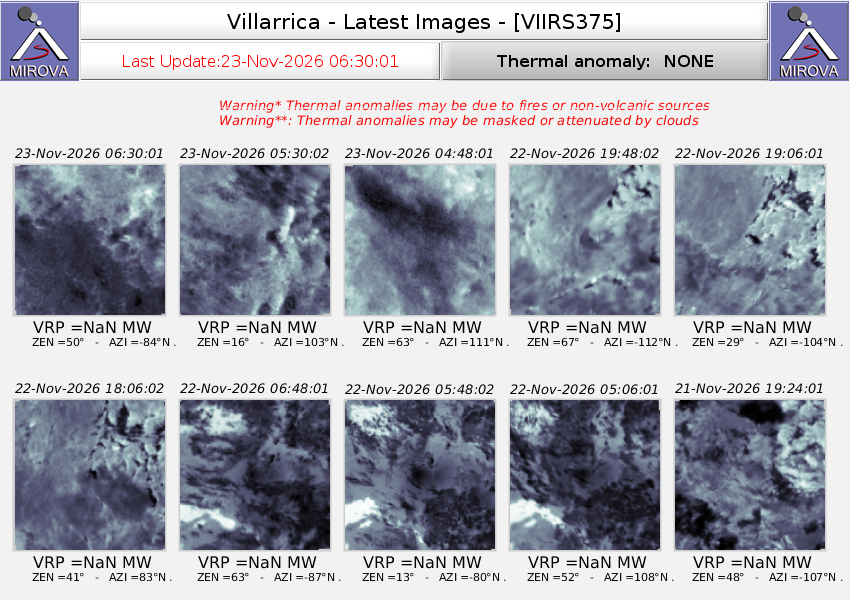 Villarrica - Latest Images - [VIIRS375]
MIROVA
Last Update:23-Nov-2026 06:30:01
Thermal anomaly: NONE
MIROVA
Warning* Thermal anomalies may be due to fires or non-volcanic sources
Warning**: Thermal anomalies may be masked or attenuated by clouds
23-Nov-2026 06:30:01 23-Nov-2026 05:30:02 23-Nov-2026 04:48:01 22-Nov-2026 19:48:02 22-Nov-2026 19:06:01
VRP =NaN MW VRP =NaN MW VRP =NaN MW VRP =NaN MW VRP =NaN MW
ZEN =50° - AZI =-84°N . ZEN =16° - AZI =103°N . ZEN =63° - AZI =111°N . ZEN =67° - AZI =-112°N . ZEN =29° - AZI =-104°N .
22-Nov-2026 18:06:02 22-Nov-2026 06:48:01 22-Nov-2026 05:48:02 22-Nov-2026 05:06:01 21-Nov-2026 19:24:01
VRP =NaN MW VRP =NaN MW VRP =NaN MW VRP =NaN MW VRP =NaN MW
ZEN =41° - AZI =83°N . ZEN =63° - AZI =-87°N . ZEN =13° - AZI =-80°N . ZEN =52° - AZI =108°N . ZEN =48° - AZI =-107°N .